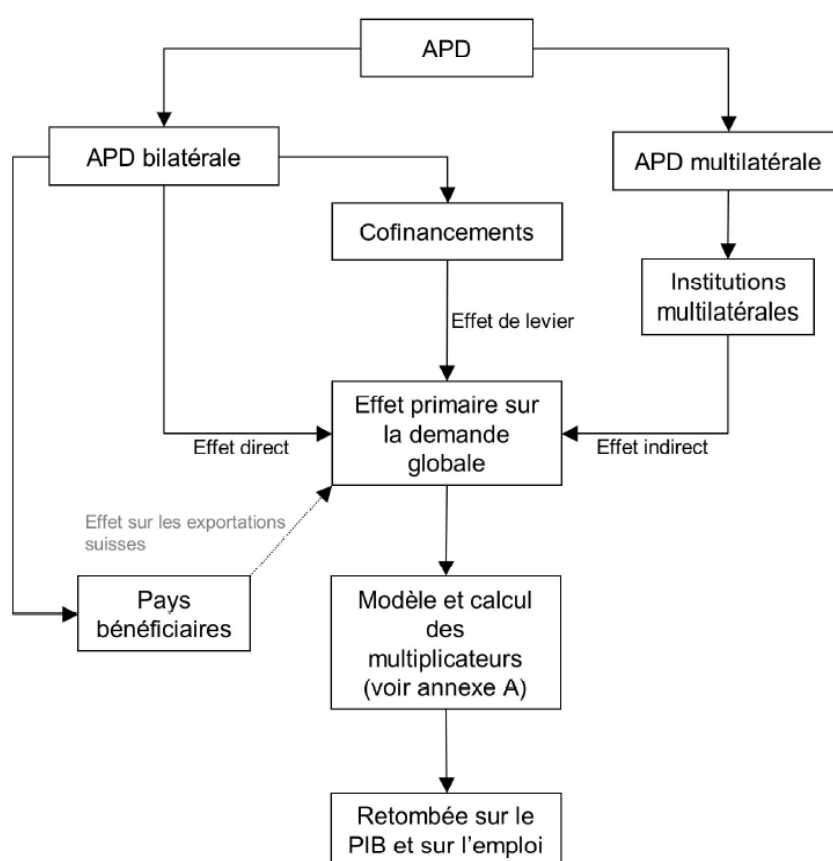 APD
APD bilatérale
APD multilatérale
Cofinancements
Institutions
multilatérales
Effet de levier
Effet primaire sur
la demande
globale
Effet direct
Effet indirect
Effet sur les exportations
suisses
Pays
bénéficiaires
Modèle et calcul
des
multiplicateurs
(voir annexe A)
Retombée sur le
PIB et sur l'emploi